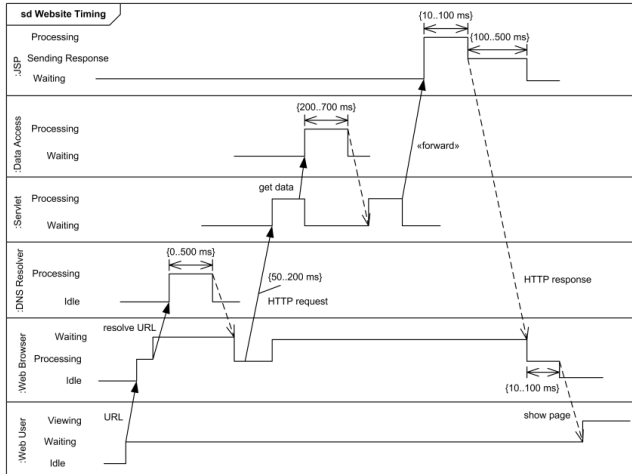 sd Website Timing
{10..100 ms}
{100..500 ms}
:JSP
Processing
Sending Response
Waiting
{200..700 ms}
:Data Access
Processing
Waiting
«forward»
get data
:Servlet
Processing
Waiting
{0..500 ms}
:DNS Resolver
Processing
Idle
{50..200 ms}
HTTP request
HTTP response
resolve URL
:Web Browser
Waiting
Processing
Idle
{10..100 ms}
:Web User
URL
show page
Viewing
Waiting
Idle